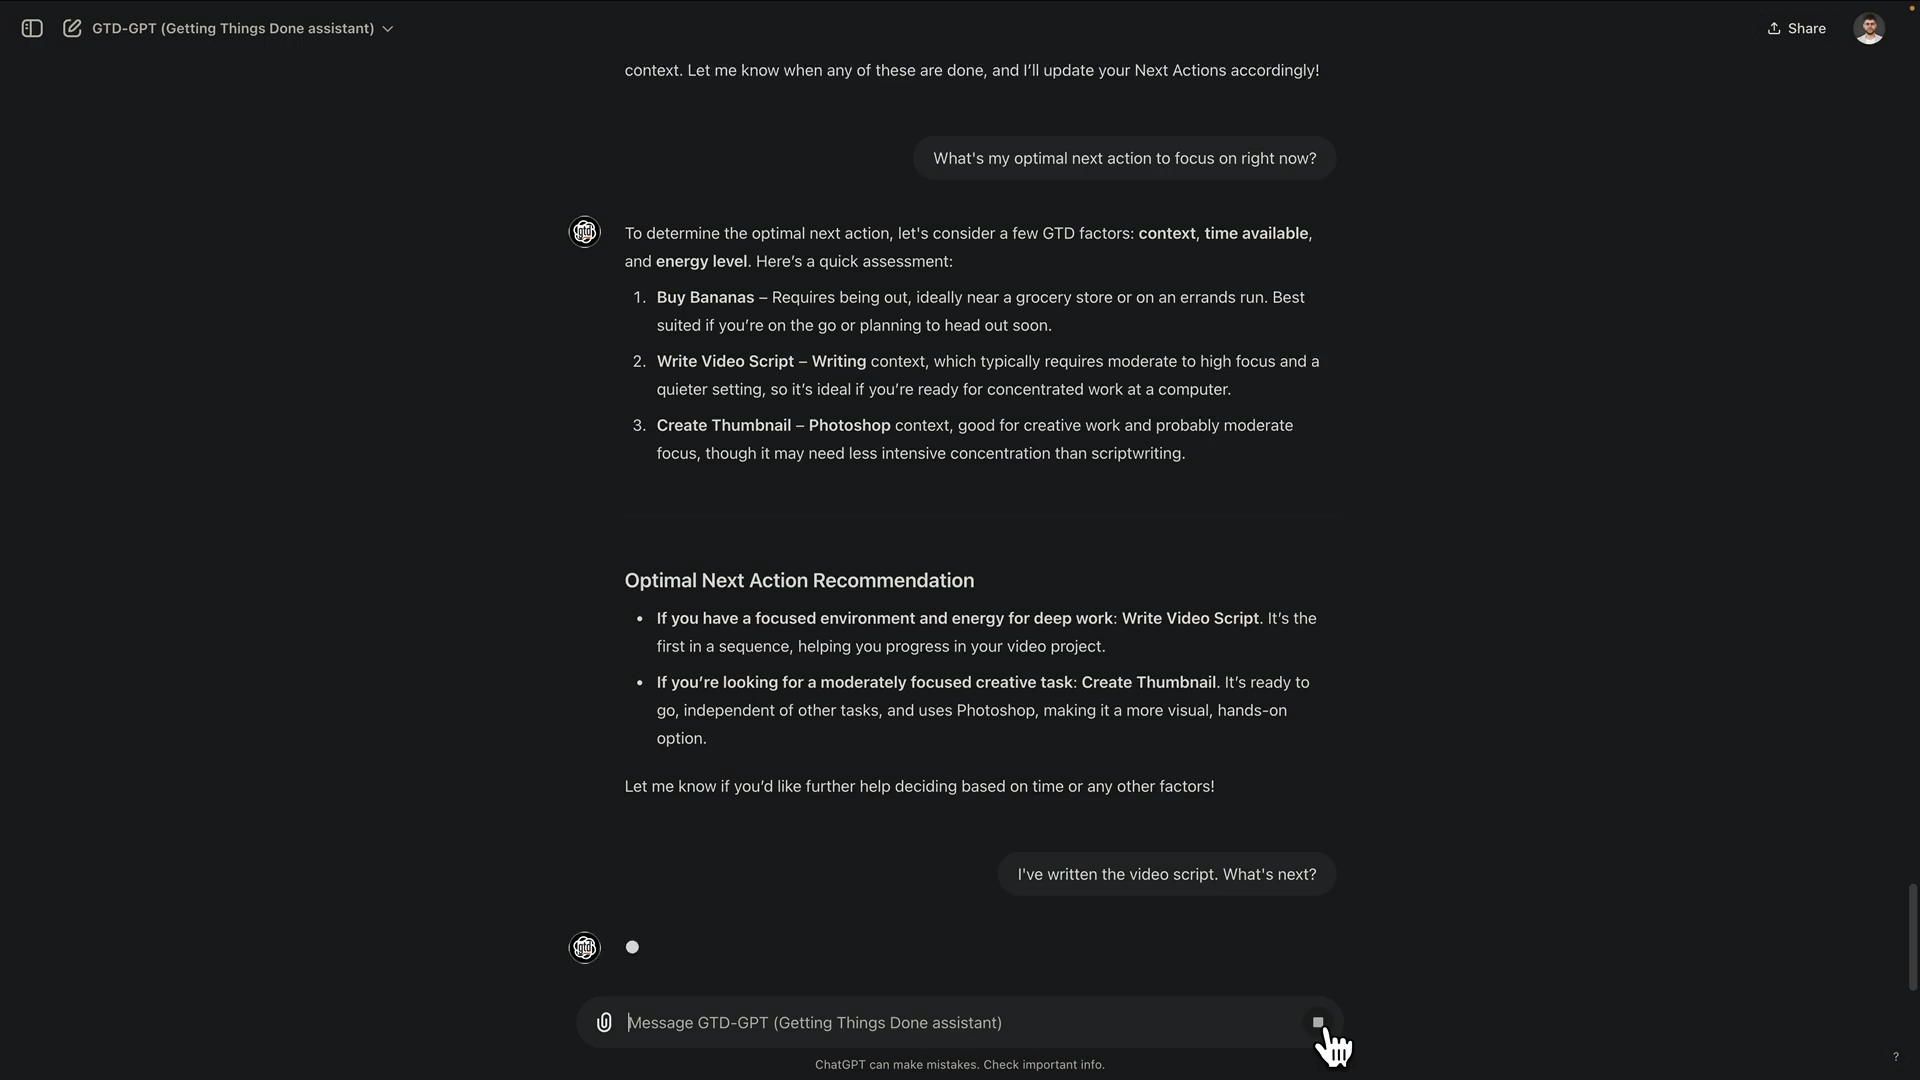 GTD-GPT (Getting Things Done assistant)
Share
context. Let me know when any of these are done, and I’ll update your Next Actions accordingly!
What's my optimal next action to focus on right now?
To determine the optimal next action, let's consider a few GTD factors: context, time available,
and energy level. Here’s a quick assessment:
1. Buy Bananas – Requires being out, ideally near a grocery store or on an errands run. Best
suited if you’re on the go or planning to head out soon.
2. Write Video Script – Writing context, which typically requires moderate to high focus and a
quieter setting, so it’s ideal if you’re ready for concentrated work at a computer.
3. Create Thumbnail – Photoshop context, good for creative work and probably moderate
focus, though it may need less intensive concentration than scriptwriting.
Optimal Next Action Recommendation
• If you have a focused environment and energy for deep work: Write Video Script. It’s the
first in a sequence, helping you progress in your video project.
• If you’re looking for a moderately focused creative task: Create Thumbnail. It’s ready to
go, independent of other tasks, and uses Photoshop, making it a more visual, hands-on
option.
Let me know if you’d like further help deciding based on time or any other factors!
I've written the video script. What's next?
Message GTD-GPT (Getting Things Done assistant)
ChatGPT can make mistakes. Check important info.
?